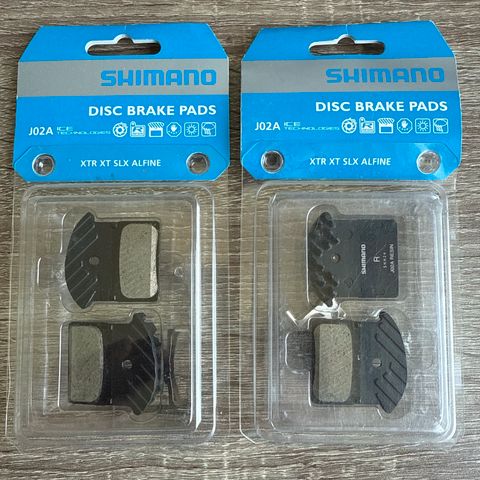 SHIMANO
DISC BRAKE PADS
J02A ICE TECHNOLOGIES
XTR XT SLX ALFINE
SHIMANO
DISC BRAKE PADS
J02A ICE TECHNOLOGIES
XTR XT SLX ALFINE
SHIMANO
R
J02A RESIN